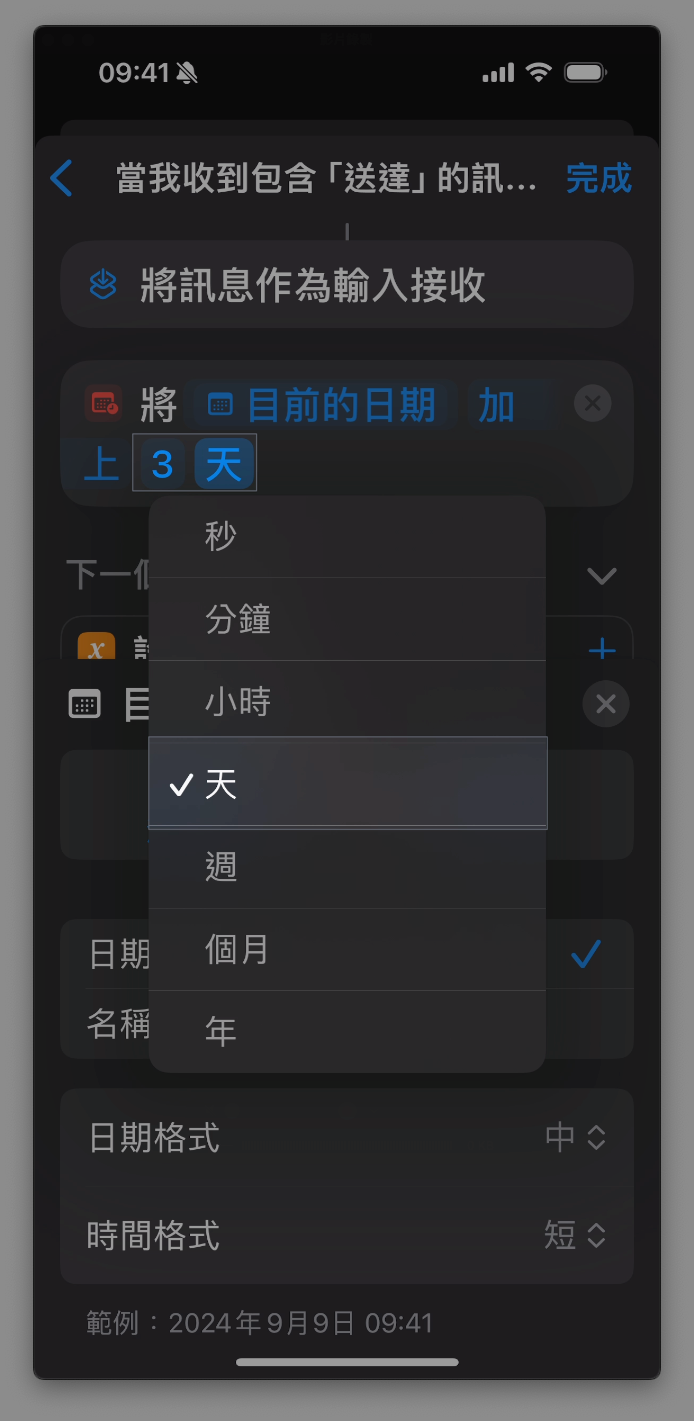 09:41
當我收到包含「送達」的訊...
完成
將訊息作為輸入接收
將 目前的日期 加
上 3 天
秒
下一
分鐘
x
小時
天
週
日期
個月
名稱
年
日期格式 中
時間格式 短
範例：2024年9月9日 09:41